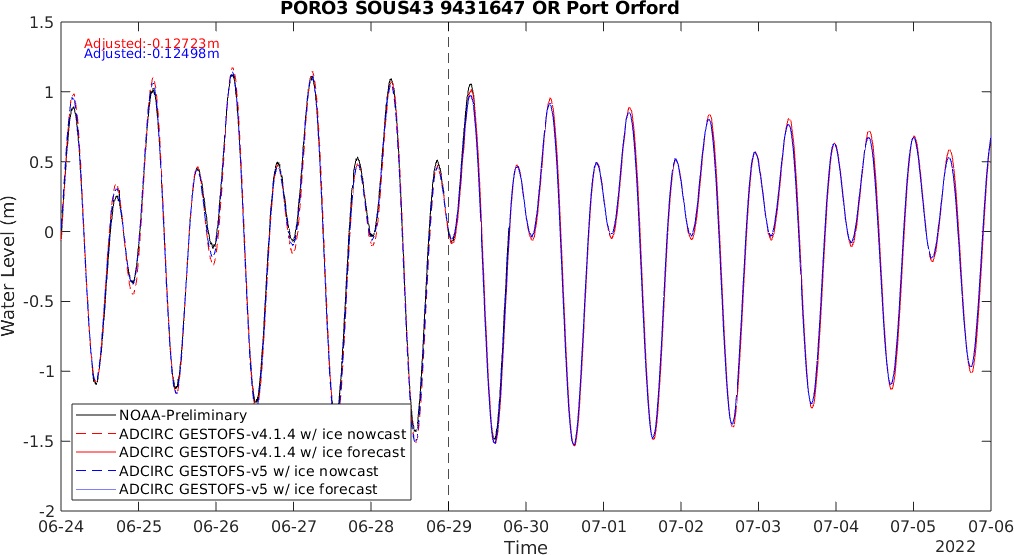 PORO3 SOUS43 9431647 OR Port Orford
Adjusted:-0.12723m
Adjusted:-0.12498m
1.5
1
0.5
0
-0.5
-1
-1.5
-2
Water Level (m)
NOAA-Preliminary
ADCIRC GESTOFS-v4.1.4 w/ ice nowcast
ADCIRC GESTOFS-v4.1.4 w/ ice forecast
ADCIRC GESTOFS-v5 w/ ice nowcast
ADCIRC GESTOFS-v5 w/ ice forecast
06-24 06-25 06-26 06-27 06-28 06-29 06-30 07-01 07-02 07-03 07-04 07-05 07-06
Time
2022